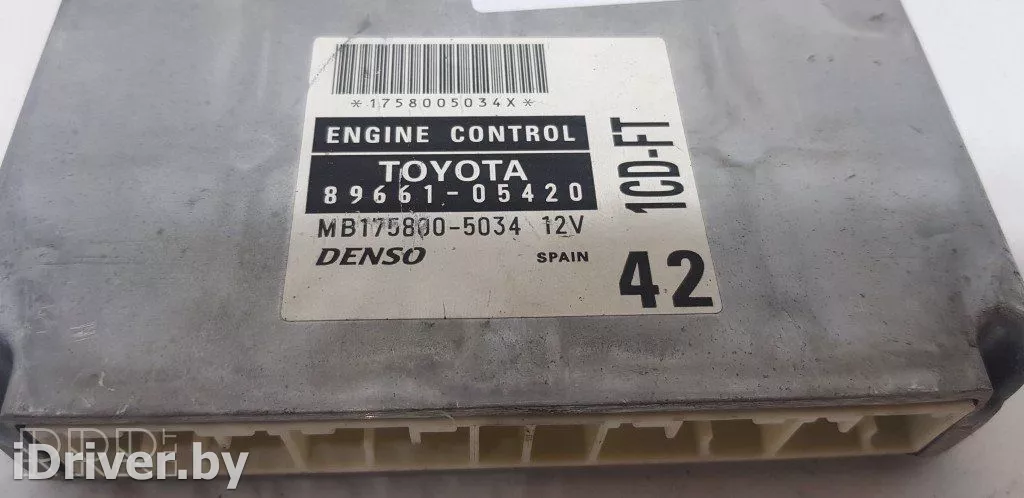 *1758005034X*
ENGINE CONTROL
TOYOTA
89661-05420
MB175800-5034 12V
DENSO SPAIN
1CD-FT
42
iDriver.by